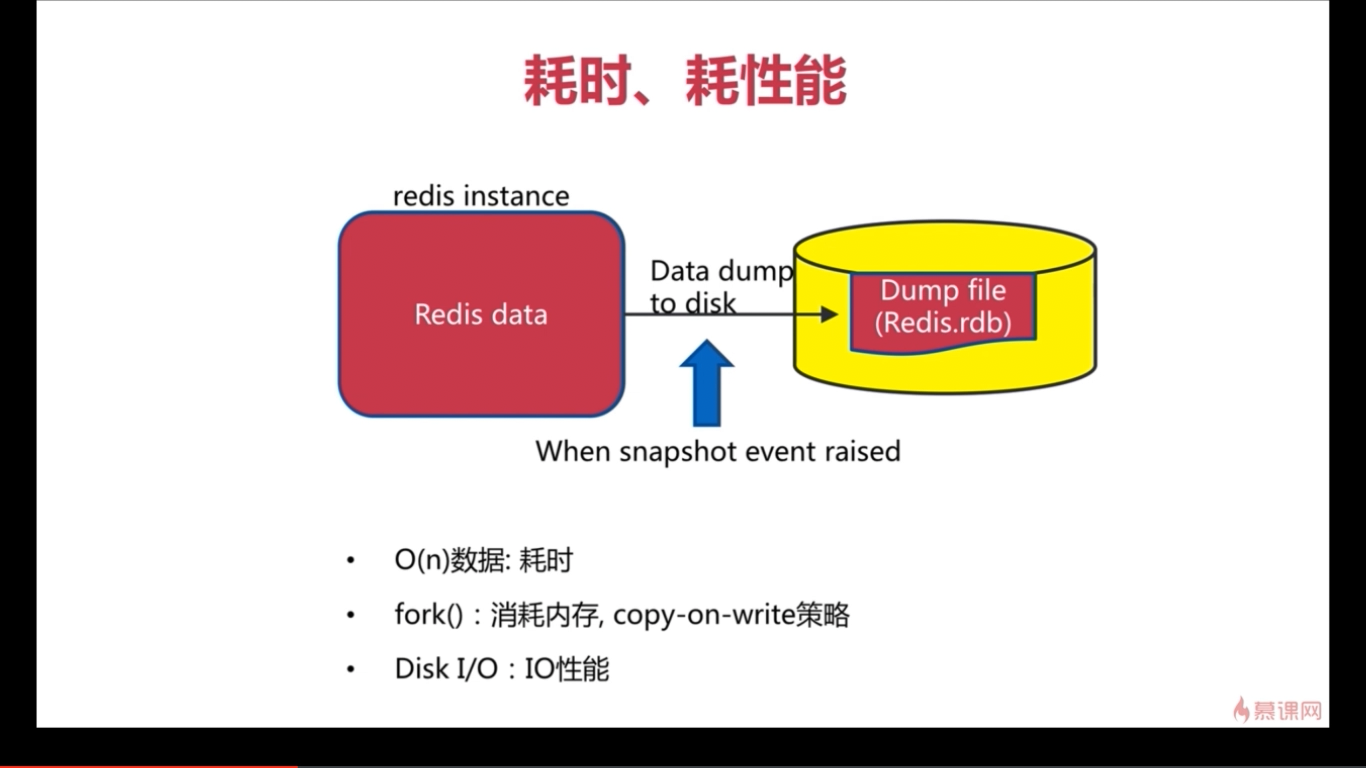 耗时、耗性能
redis instance
Redis data
Data dump
to disk
Dump file
(Redis.rdb)
When snapshot event raised
• O(n)数据: 耗时
• fork()：消耗内存, copy-on-write策略
• Disk I/O：IO性能
慕课网